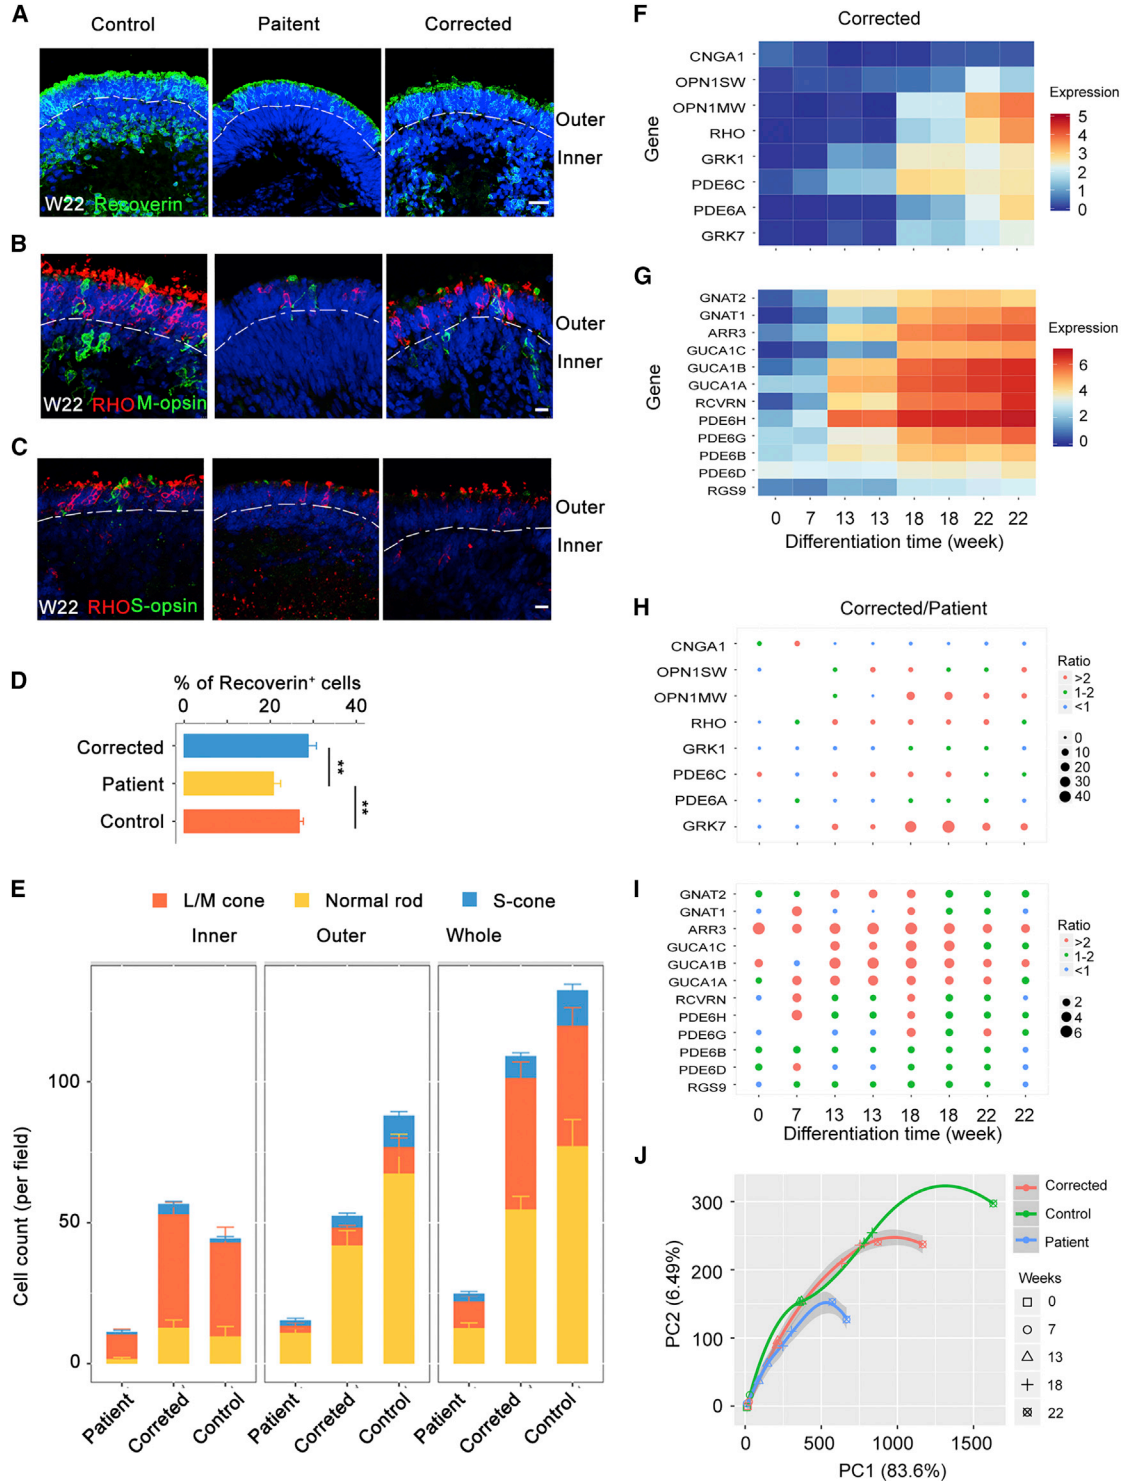 A
Control Paitent Corrected
Outer
Inner
W22 Recoverin
B
Outer
Inner
W22 RHO M-opsin
C
Outer
Inner
W22 RHO S-opsin
D
% of Recoverin+ cells
0 20 40
Corrected
Patient
Control
**
**
E
L/M cone Normal rod S-cone
Inner Outer Whole
Cell count (per field)
100
50
0
Patient Correted Control Patient Correted Control Patient Correted Control
F
Corrected
Gene
CNGA1
OPN1SW
OPN1MW
RHO
GRK1
PDE6C
PDE6A
GRK7
Expression
5
4
3
2
1
0
G
Gene
GNAT2
GNAT1
ARR3
GUCA1C
GUCA1B
GUCA1A
RCVRN
PDE6H
PDE6G
PDE6B
PDE6D
RGS9
Expression
6
4
2
0
0 7 13 13 18 18 22 22
Differentiation time (week)
H
Corrected/Patient
CNGA1
OPN1SW
OPN1MW
RHO
GRK1
PDE6C
PDE6A
GRK7
Ratio
>2
1-2
<1
0
10
20
30
40
I
GNAT2
GNAT1
ARR3
GUCA1C
GUCA1B
GUCA1A
RCVRN
PDE6H
PDE6G
PDE6B
PDE6D
RGS9
Ratio
>2
1-2
<1
2
4
6
0 7 13 13 18 18 22 22
Differentiation time (week)
J
PC2 (6.49%)
300
200
100
0
0 500 1000 1500
PC1 (83.6%)
Corrected
Control
Patient
Weeks
0
7
13
18
22